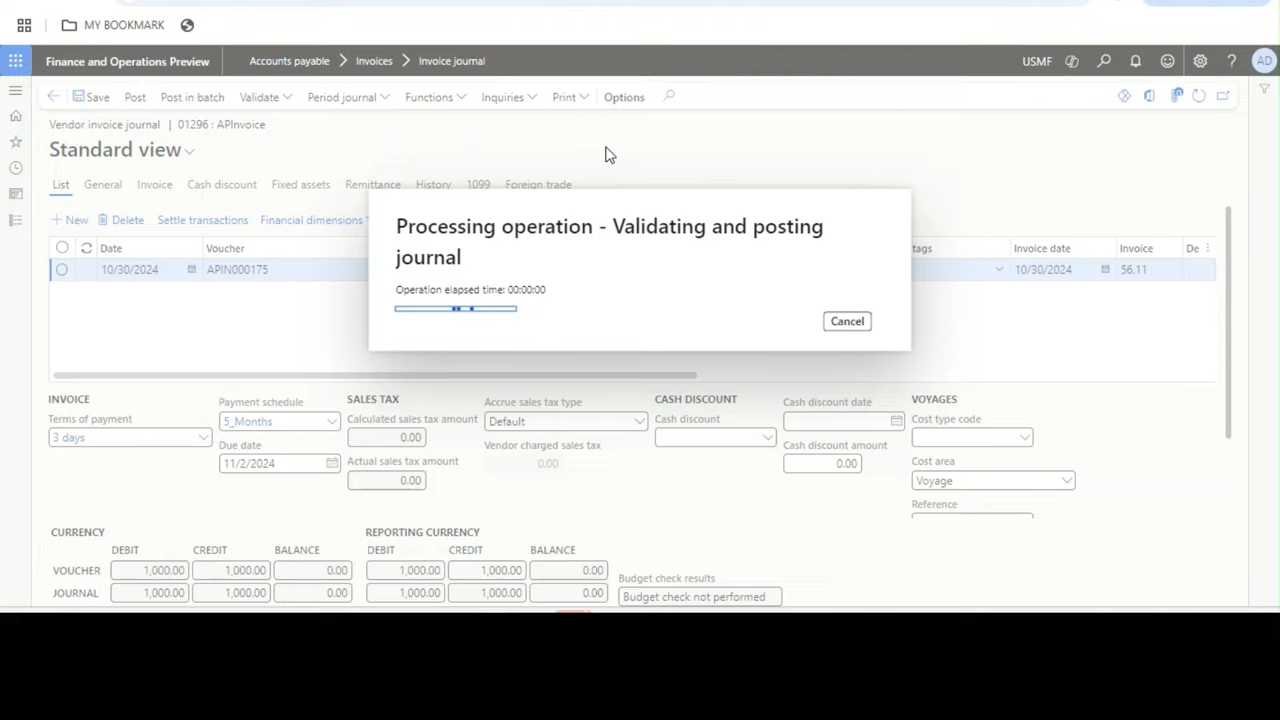 MY BOOKMARK
Finance and Operations Preview Accounts payable Invoices Invoice journal USMF AD
Save Post Post in batch Validate Period journal Functions Inquiries Print Options
Vendor invoice journal | 01296 : APInvoice
Standard view
List General Invoice Cash discount Fixed assets Remittance History 1099 Foreign trade
Processing operation - Validating and posting
journal
Operation elapsed time: 00:00:00
Cancel
+ New Delete Settle transactions Financial dimensions
Date Voucher tags Invoice date Invoice De
10/30/2024 APIN000175 10/30/2024 56.11
INVOICE
Terms of payment
3 days
Payment schedule
5_Months
Due date
11/2/2024
SALES TAX
Calculated sales tax amount
0.00
Actual sales tax amount
0.00
Accrue sales tax type
Default
Vendor charged sales tax
0.00
CASH DISCOUNT
Cash discount
Cash discount date
Cash discount amount
0.00
VOYAGES
Cost type code
Cost area
Voyage
Reference
CURRENCY REPORTING CURRENCY
DEBIT CREDIT BALANCE DEBIT CREDIT BALANCE
VOUCHER 1,000.00 1,000.00 0.00 1,000.00 1,000.00 0.00
JOURNAL 1,000.00 1,000.00 0.00 1,000.00 1,000.00 0.00
Budget check results
Budget check not performed